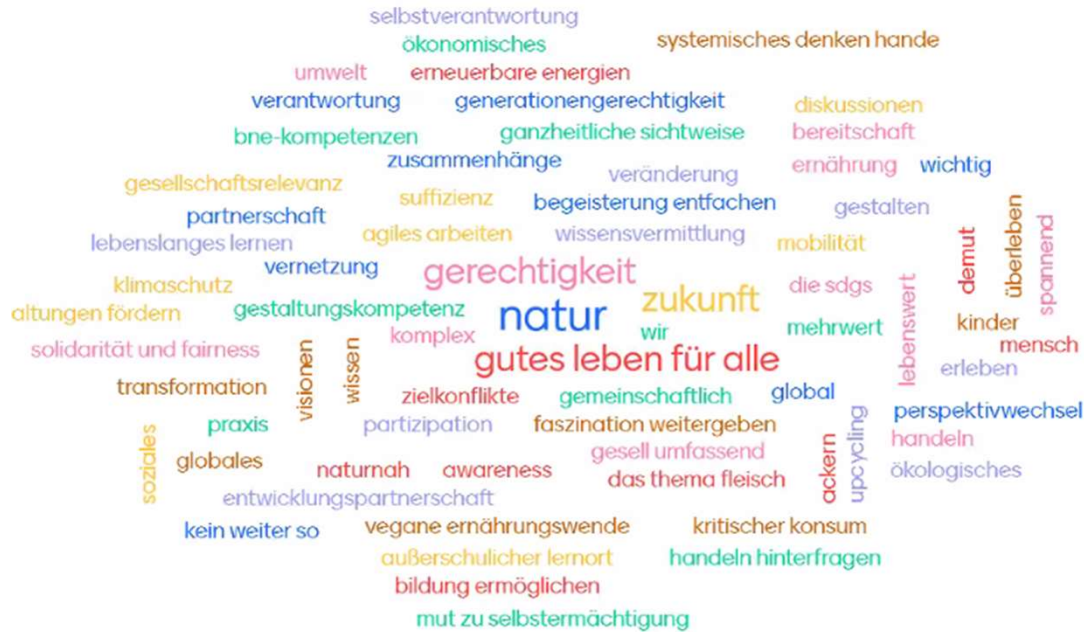 selbstverantwortung
ökonomisches
systemisches denken hande
umwelt
erneuerbare energien
verantwortung
generationengerechtigkeit
diskussionen
bne-kompetenzen
ganzheitliche sichtweise
bereitschaft
zusammenhänge
veränderung
ernährung
wichtig
gesellschaftsrelevanz
suffizienz
begeisterung entfachen
gestalten
partnerschaft
lebenslanges lernen
agiles arbeiten
wissensvermittlung
mobilität
demut
überleben
spannend
vernetzung
gerechtigkeit
klimaschutz
zukunft
die sdgs
lebenswert
altungen fördern
gestaltungskompetenz
natur
wir
mehrwert
kinder
komplex
mensch
solidarität und fairness
visionen
wissen
gutes leben für alle
erleben
transformation
zielkonflikte
gemeinschaftlich
global
perspektivwechsel
praxis
partizipation
faszination weitergeben
handeln
soziales
globales
gesell umfassend
ackern
upcycling
naturnah
awareness
das thema fleisch
ökologisches
entwicklungspartnerschaft
kein weiter so
vegane ernährungswende
kritischer konsum
außerschulicher lernort
handeln hinterfragen
bildung ermöglichen
mut zu selbstermächtigung